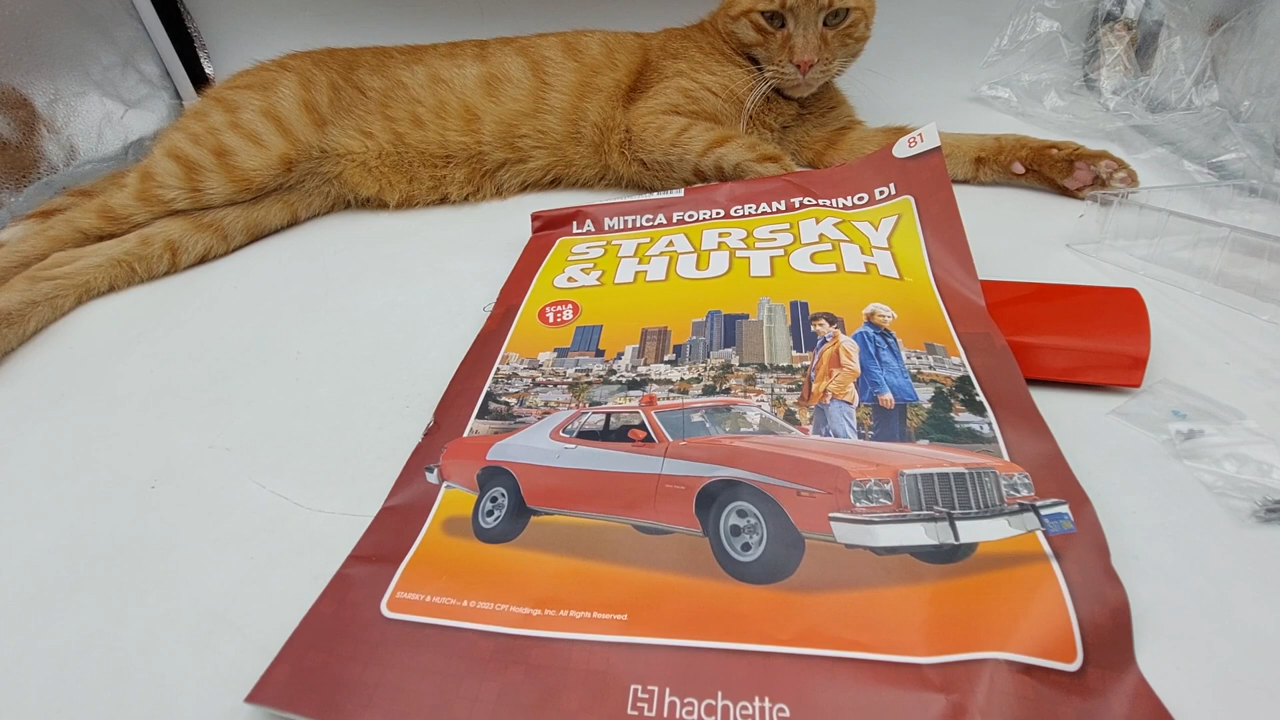 81
LA MITICA FORD GRAN TORINO DI
STARSKY
& HUTCH
SCALA
1:8
STARSKY & HUTCH™ & © 2023 CPT Holdings, Inc. All Rights Reserved.
hachette